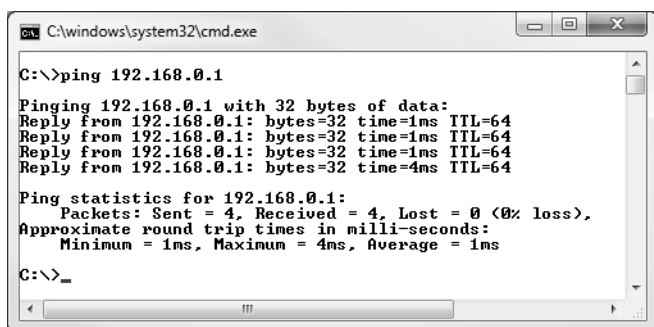 C:\windows\system32\cmd.exe
C:\>ping 192.168.0.1
Pinging 192.168.0.1 with 32 bytes of data:
Reply from 192.168.0.1: bytes=32 time=1ms TTL=64
Reply from 192.168.0.1: bytes=32 time=1ms TTL=64
Reply from 192.168.0.1: bytes=32 time=1ms TTL=64
Reply from 192.168.0.1: bytes=32 time=4ms TTL=64
Ping statistics for 192.168.0.1:
Packets: Sent = 4, Received = 4, Lost = 0 (0% loss),
Approximate round trip times in milli-seconds:
Minimum = 1ms, Maximum = 4ms, Average = 1ms
C:\>_